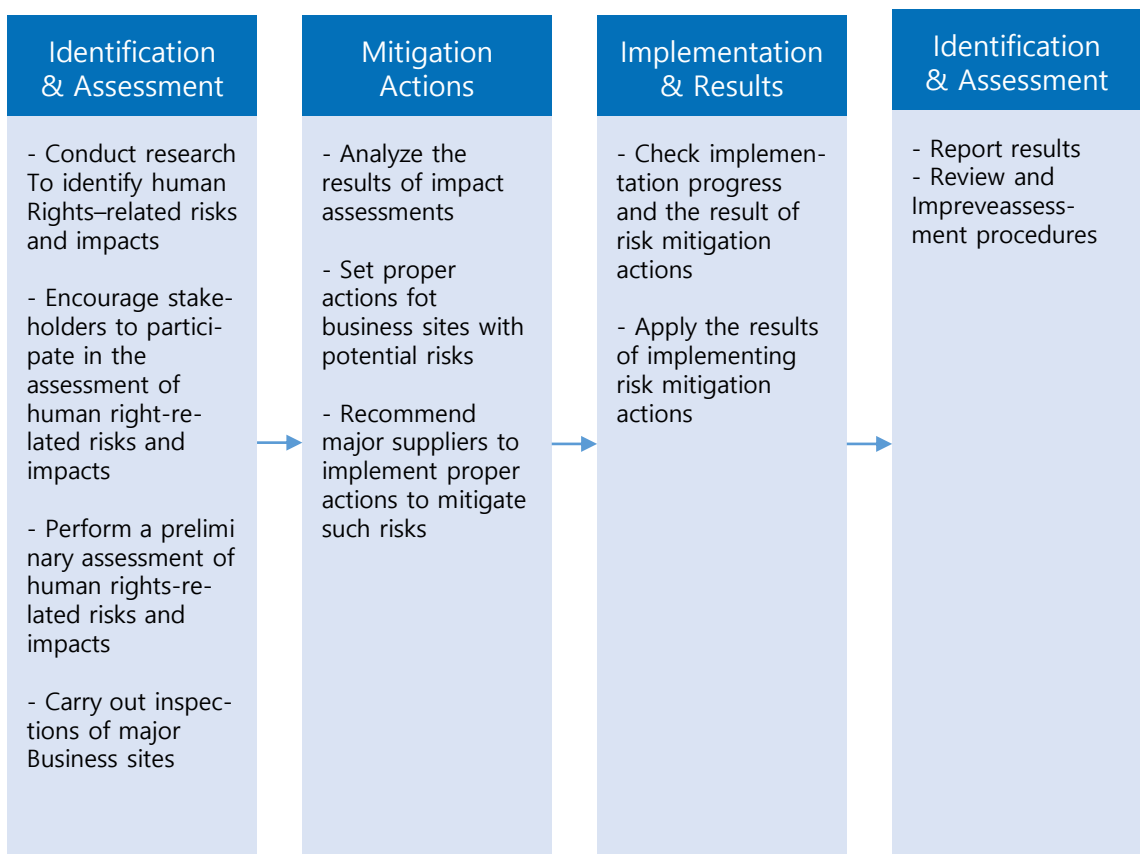 Identification
& Assessment
- Conduct research
To identify human
Rights–related risks
and impacts
- Encourage stake-
holders to partici-
pate in the
assessment of
human right-re-
lated risks and
impacts
- Perform a prelimi
nary assessment of
human rights-re-
lated risks and
impacts
- Carry out inspec-
tions of major
Business sites
Mitigation
Actions
- Analyze the
results of impact
assessments
- Set proper
actions fot
business sites with
potential risks
- Recommend
major suppliers to
implement proper
actions to mitigate
such risks
Implementation
& Results
- Check implemen-
tation progress
and the result of
risk mitigation
actions
- Apply the results
of implementing
risk mitigation
actions
Identification
& Assessment
- Report results
- Review and
Impreveassess-
ment procedures